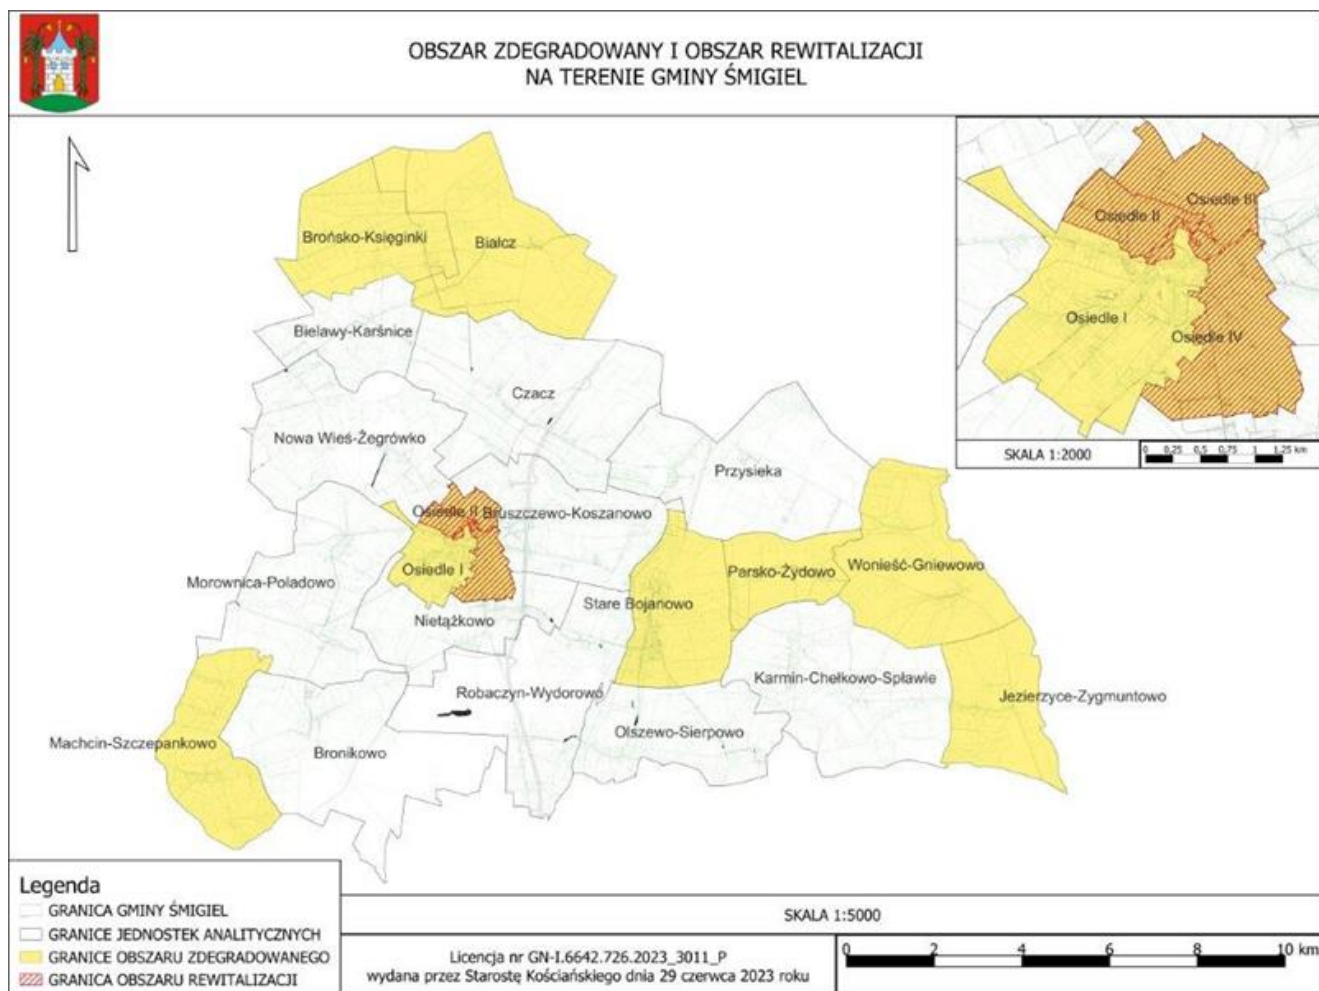 OBSZAR ZDEGRADOWANY I OBSZAR REWITALIZACJI
NA TERENIE GMINY ŚMIGIEL
Brońsko-Księginki
Białcz
Bielawy-Karśnice
Czacz
Nowa Wieś-Żegrówko
Przysieka
Osiedle II
Bruszczewo-Koszanowo
Osiedle I
Morownica-Poladowo
Nietążkowo
Stare Bojanowo
Parsko-Żydowo
Wonieść-Gniewowo
Karmin-Chełkowo-Spławie
Jezierzyce-Zygmuntowo
Robaczyn-Wydorowo
Olszewo-Sierpowo
Machcin-Szczepankowo
Bronikowo
Osiedle III
Osiedle II
Osiedle I
Osiedle IV
SKALA 1:2000
0 0,25 0,5 0,75 1 1,25 km
Legenda
GRANICA GMINY ŚMIGIEL
GRANICE JEDNOSTEK ANALITYCZNYCH
GRANICE OBSZARU ZDEGRADOWANEGO
GRANICA OBSZARU REWITALIZACJI
SKALA 1:5000
Licencja nr GN-I.6642.726.2023_3011_P
wydana przez Starostę Kościańskiego dnia 29 czerwca 2023 roku
0 2 4 6 8 10 km